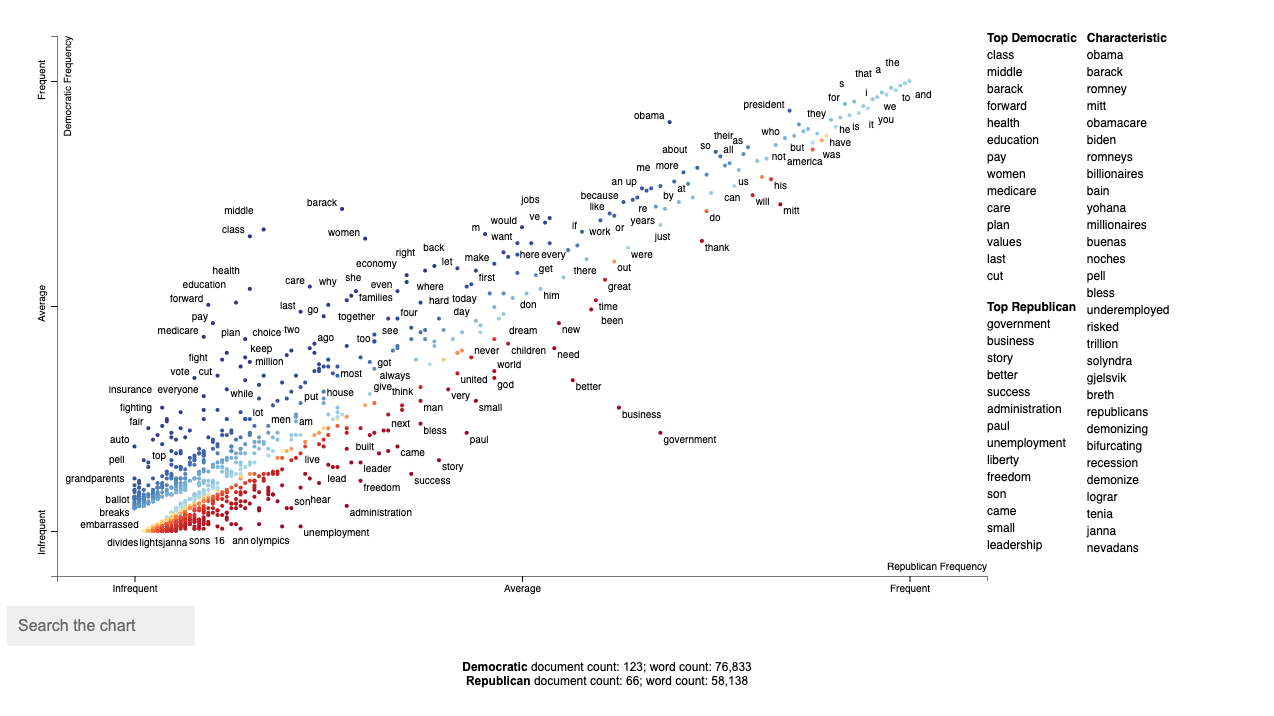 Frequent
Average
Infrequent
Democratic Frequency
the
a
that
s
i
and
to
we
for
president
they
you
it
is
he
have
was
but
who
america
not
obama
their
as
so
all
about
me
more
us
his
can
will
mitt
an up
at
by
because
like
re
do
years
or
work
just
thank
jobs
ve
would
if
m
want
were
out
barack
women
middle
class
right
back
let
make
here
every
get
there
great
economy
first
health
education
care
why
she
even
where
families
hard
today
him
don
time
been
forward
last
go
together
four
day
pay
medicare
plan
choice
two
ago
too
see
dream
new
never
children
need
keep
million
fight
vote
cut
most
got
always
world
united
god
better
insurance
everyone
while
put
house
give
think
very
small
fighting
fair
lot
men
am
man
next
bless
business
auto
paul
government
pell
top
built
came
live
leader
story
grandparents
lead
freedom
success
ballot
breaks
son
hear
administration
embarrassed
unemployment
divides
lights
janna
sons
16
ann
olympics
Republican Frequency
Infrequent
Average
Frequent
Top Democratic
class
middle
barack
forward
health
education
pay
women
medicare
care
plan
values
last
cut
Top Republican
government
business
story
better
success
administration
paul
unemployment
liberty
freedom
son
came
small
leadership
Characteristic
obama
barack
romney
mitt
obamacare
biden
romneys
billionaires
bain
yohana
millionaires
buenas
noches
pell
bless
underemployed
risked
trillion
solyndra
gjelsvik
breth
republicans
demonizing
bifurcating
recession
demonize
lograr
tenia
janna
nevadans
Search the chart
Democratic document count: 123; word count: 76,833
Republican document count: 66; word count: 58,138